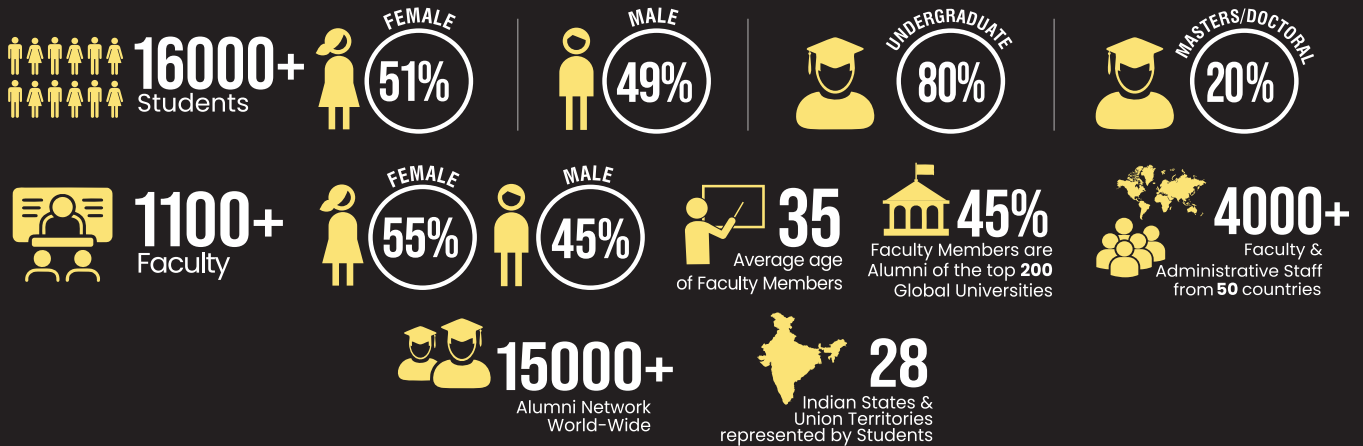 16000+
Students
FEMALE
51%
MALE
49%
UNDERGRADUATE
80%
MASTERS/DOCTORAL
20%
1100+
Faculty
FEMALE
55%
MALE
45%
35
Average age
of Faculty Members
45%
Faculty Members are
Alumni of the top 200
Global Universities
4000+
Faculty &
Administrative Staff
from 50 countries
15000+
Alumni Network
World-Wide
28
Indian States &
Union Territories
represented by Students